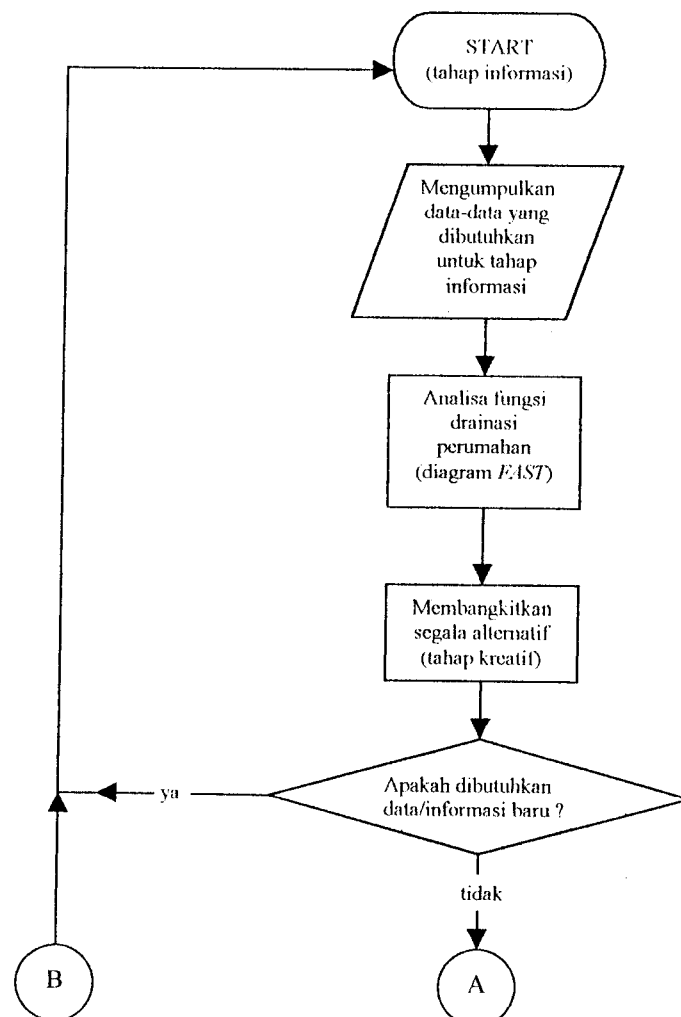 START
(tahap informasi)
Mengumpulkan
data-data yang
dibutuhkan
untuk tahap
informasi
Analisa fungsi
drainasi
perumahan
(diagram FAST)
Membangkitkan
segala alternatif
(tahap kreatif)
Apakah dibutuhkan
data/informasi baru ?
ya
tidak
B
A